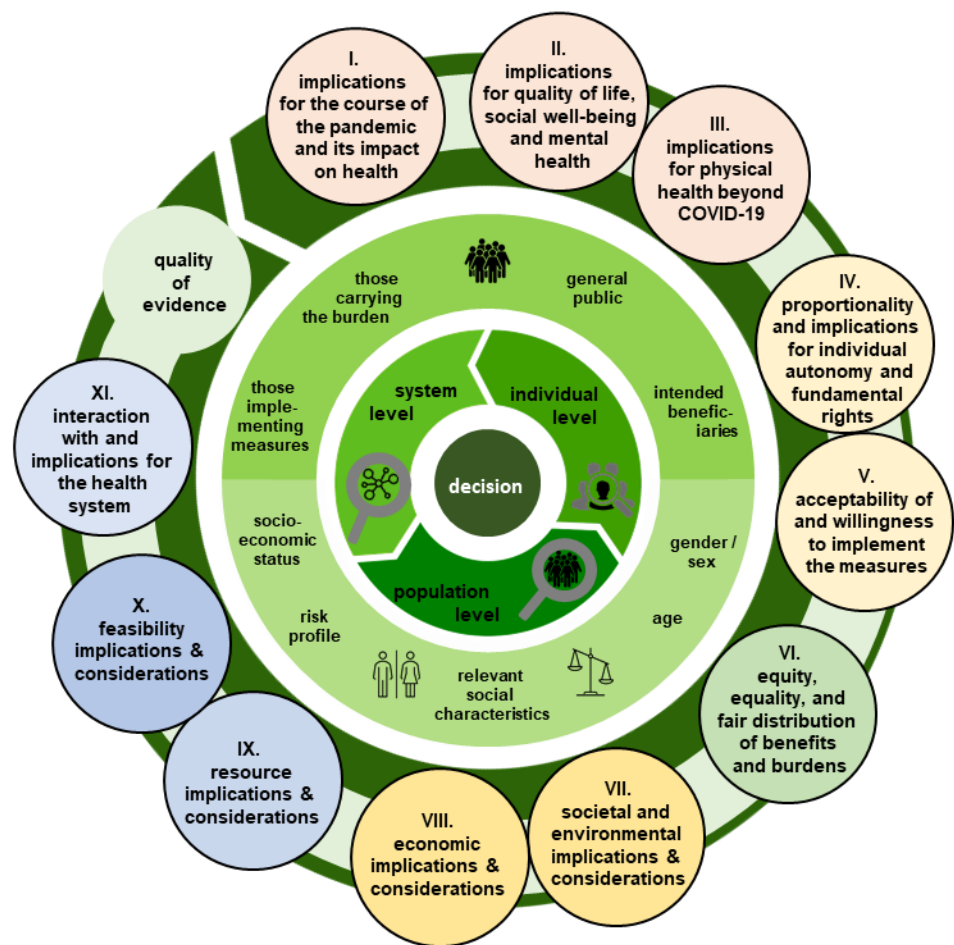 I.
implications
for the course of
the pandemic
and its impact
on health
II.
implications
for quality of life,
social well-being
and mental
health
III.
implications
for physical
health beyond
COVID-19
IV.
proportionality
and implications
for individual
autonomy and
fundamental
rights
V.
acceptability of
and willingness
to implement
the measures
VI.
equity,
equality, and
fair distribution
of benefits
and burdens
VII.
societal and
environmental
implications &
considerations
VIII.
economic
implications &
considerations
IX.
resource
implications &
considerations
X.
feasibility
implications &
considerations
XI.
interaction
with and
implications for
the health
system
quality
of
evidence
those
carrying
the burden
general
public
those
imple-
menting
measures
intended
benefic-
iaries
socio-
economic
status
gender /
sex
risk
profile
age
relevant
social
characteristics
system
level
individual
level
population
level
decision